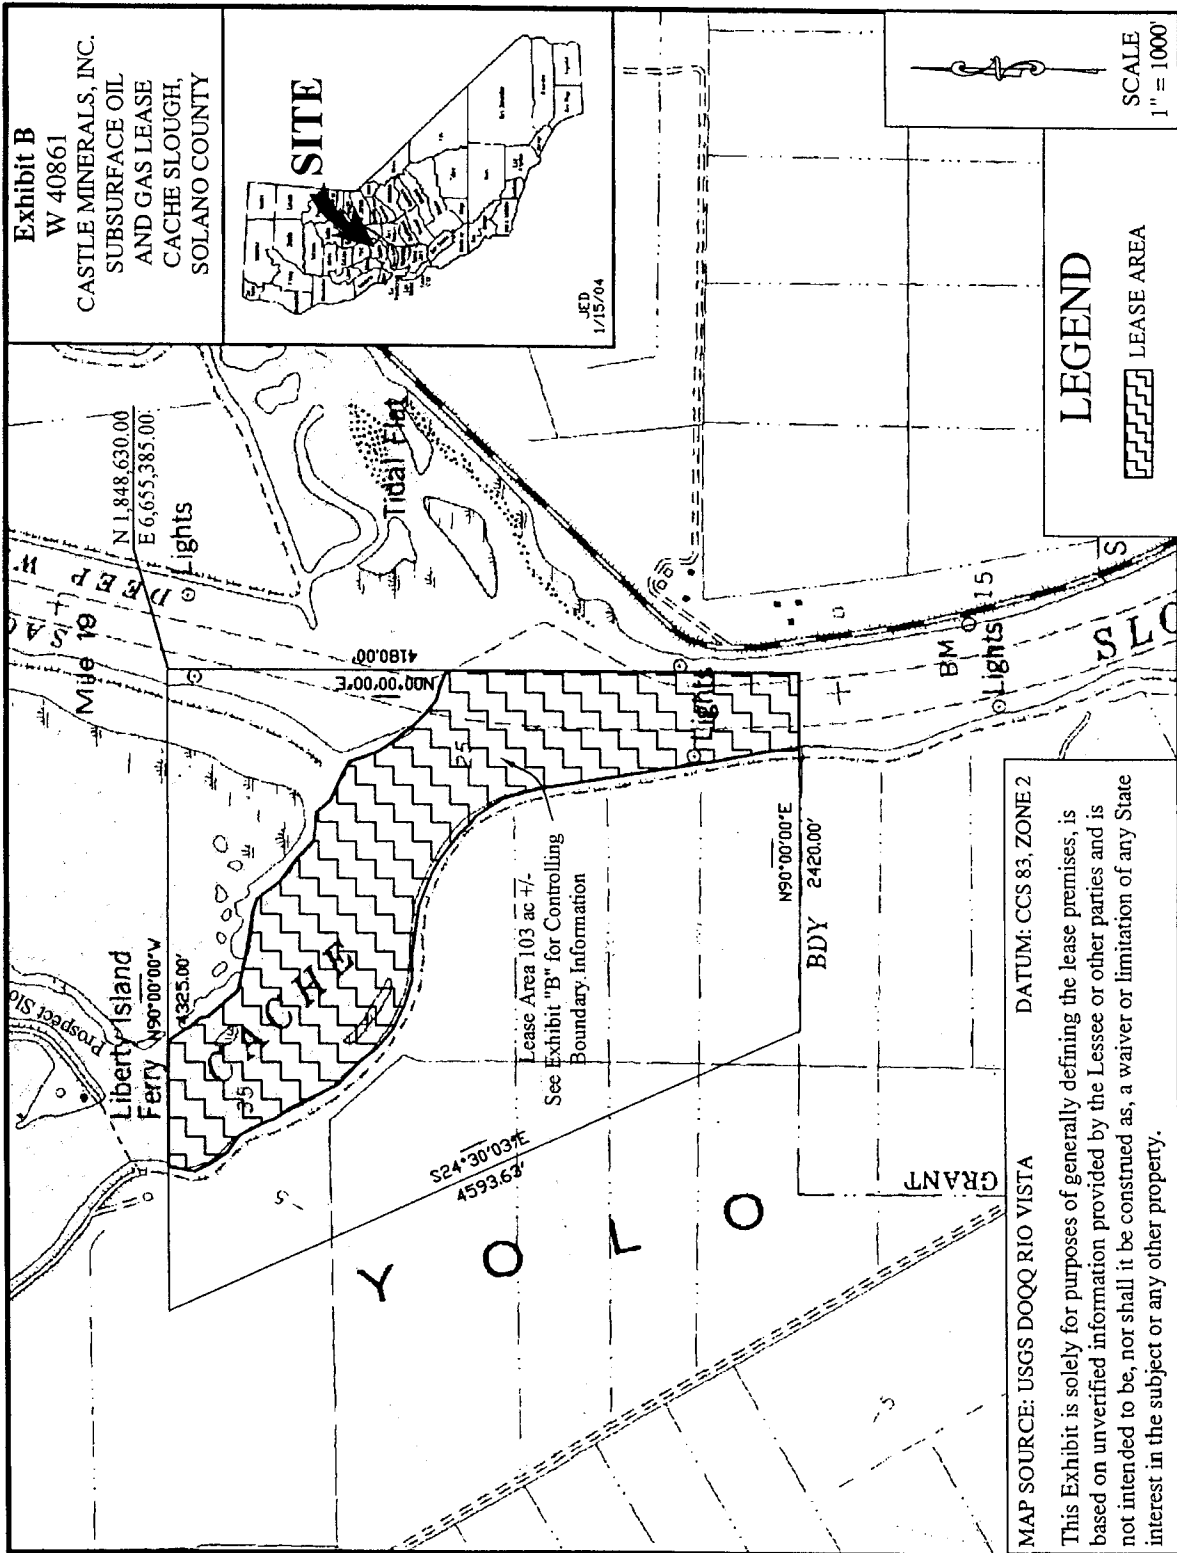 Exhibit B
W 40861
CASTLE MINERALS, INC.
SUBSURFACE OIL
AND GAS LEASE
CACHE SLOUGH,
SOLANO COUNTY
SITE
JED
1/15/04
N 1,848,630.00
E 6,655,385.00
Lights
DEEP W
SAC
Mile 19
Tidal Flat
Prospect Slo
Liberty Island
Ferry
N90°00'00"W
4325.00'
N00°00'00"E
4180.00'
CACHE
35
25
Lights
Lease Area 103 ac +/-
See Exhibit "B" for Controlling
Boundary Information
N90°00'00"E
2420.00'
BDY
S24°30'03"E
4593.63'
YOLO
5
GRANT
5
BM
15
Lights
SLO
S
LEGEND
LEASE AREA
SCALE
1" = 1000'
MAP SOURCE: USGS DOQQ RIO VISTA
DATUM: CCS 83, ZONE 2
This Exhibit is solely for purposes of generally defining the lease premises, is
based on unverified information provided by the Lessee or other parties and is
not intended to be, nor shall it be construed as, a waiver or limitation of any State
interest in the subject or any other property.